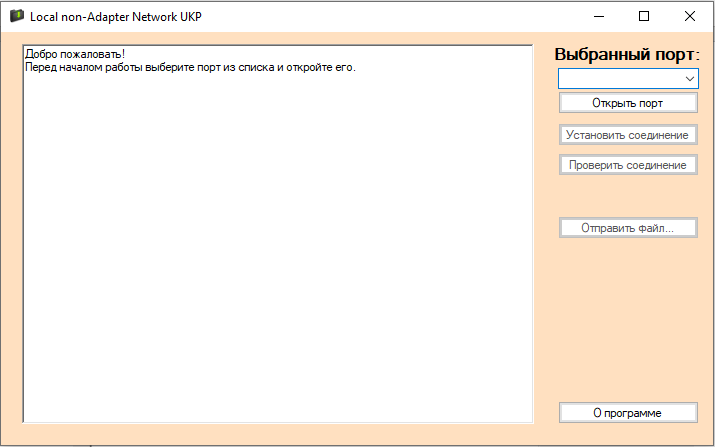 Local non-Adapter Network UKP
Добро пожаловать!
Перед началом работы выберите порт из списка и откройте его.
Выбранный порт:
Открыть порт
Установить соединение
Проверить соединение
Отправить файл...
О программе